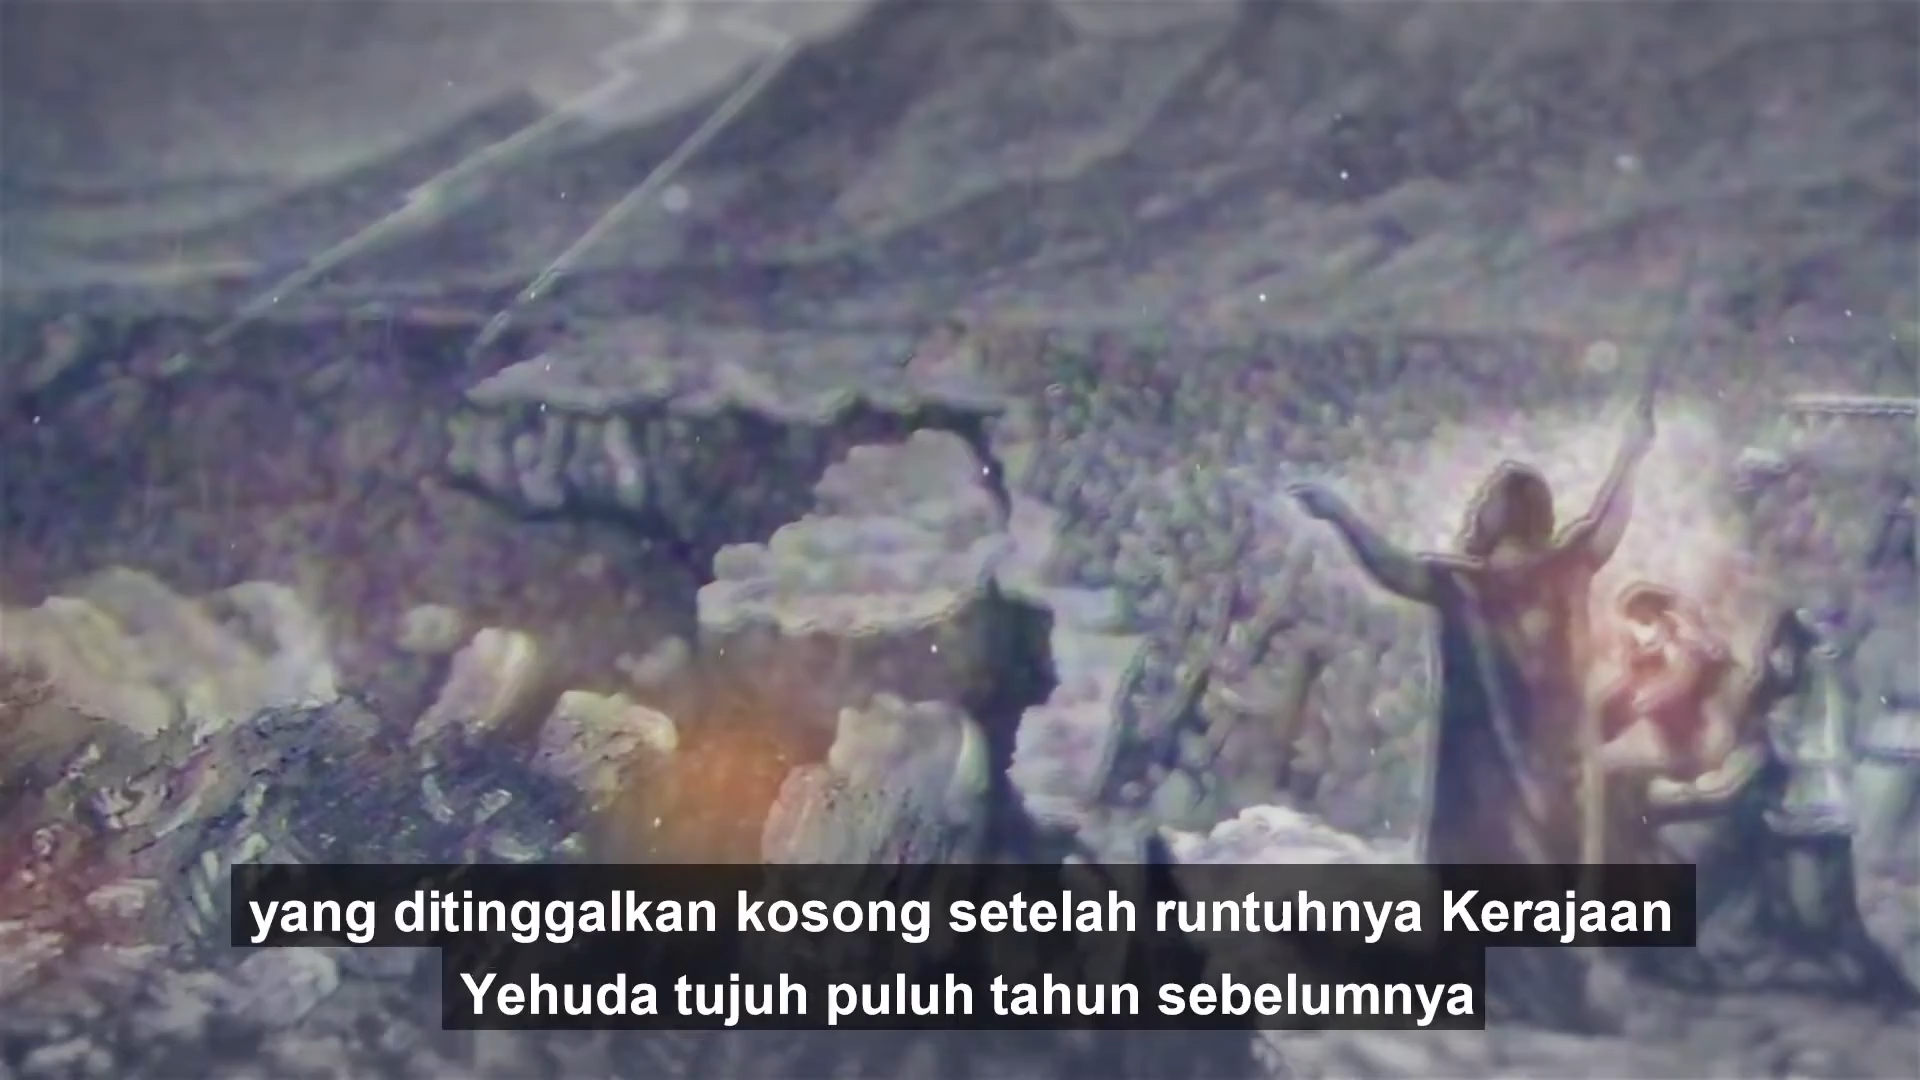 yang ditinggalkan kosong setelah runtuhnya Kerajaan
Yehuda tujuh puluh tahun sebelumnya